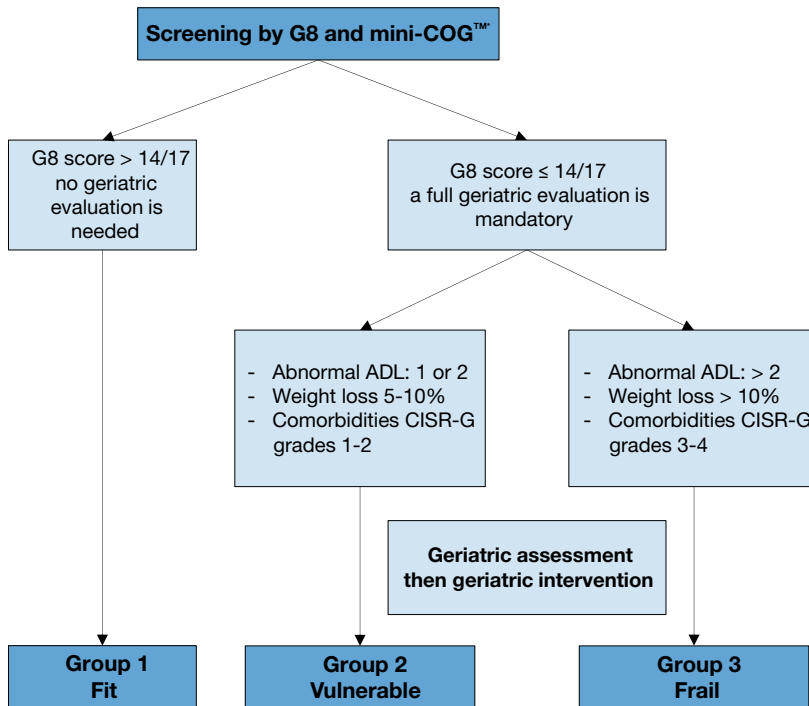 Screening by G8 and mini-COG™*
G8 score > 14/17
no geriatric
evaluation is
needed
G8 score ≤ 14/17
a full geriatric evaluation is
mandatory
- Abnormal ADL: 1 or 2
- Weight loss 5-10%
- Comorbidities CISR-G
grades 1-2
- Abnormal ADL: > 2
- Weight loss > 10%
- Comorbidities CISR-G
grades 3-4
Geriatric assessment
then geriatric intervention
Group 1
Fit
Group 2
Vulnerable
Group 3
Frail